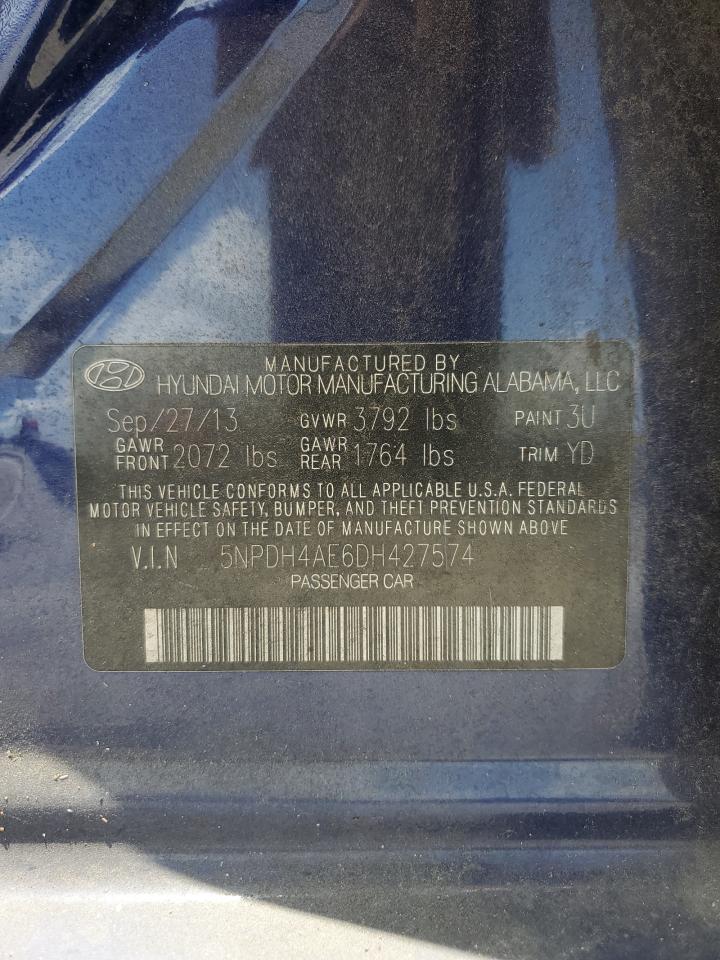 MANUFACTURED BY
HYUNDAI MOTOR MANUFACTURING ALABAMA, LLC
Sep/27/13 GVWR 3792 lbs PAINT 3U
GAWR FRONT 2072 lbs GAWR REAR 1764 lbs TRIM YD
THIS VEHICLE CONFORMS TO ALL APPLICABLE U.S.A. FEDERAL
MOTOR VEHICLE SAFETY, BUMPER, AND THEFT PREVENTION STANDARDS
IN EFFECT ON THE DATE OF MANUFACTURE SHOWN ABOVE
V.I.N 5NPDH4AE6DH427574
PASSENGER CAR